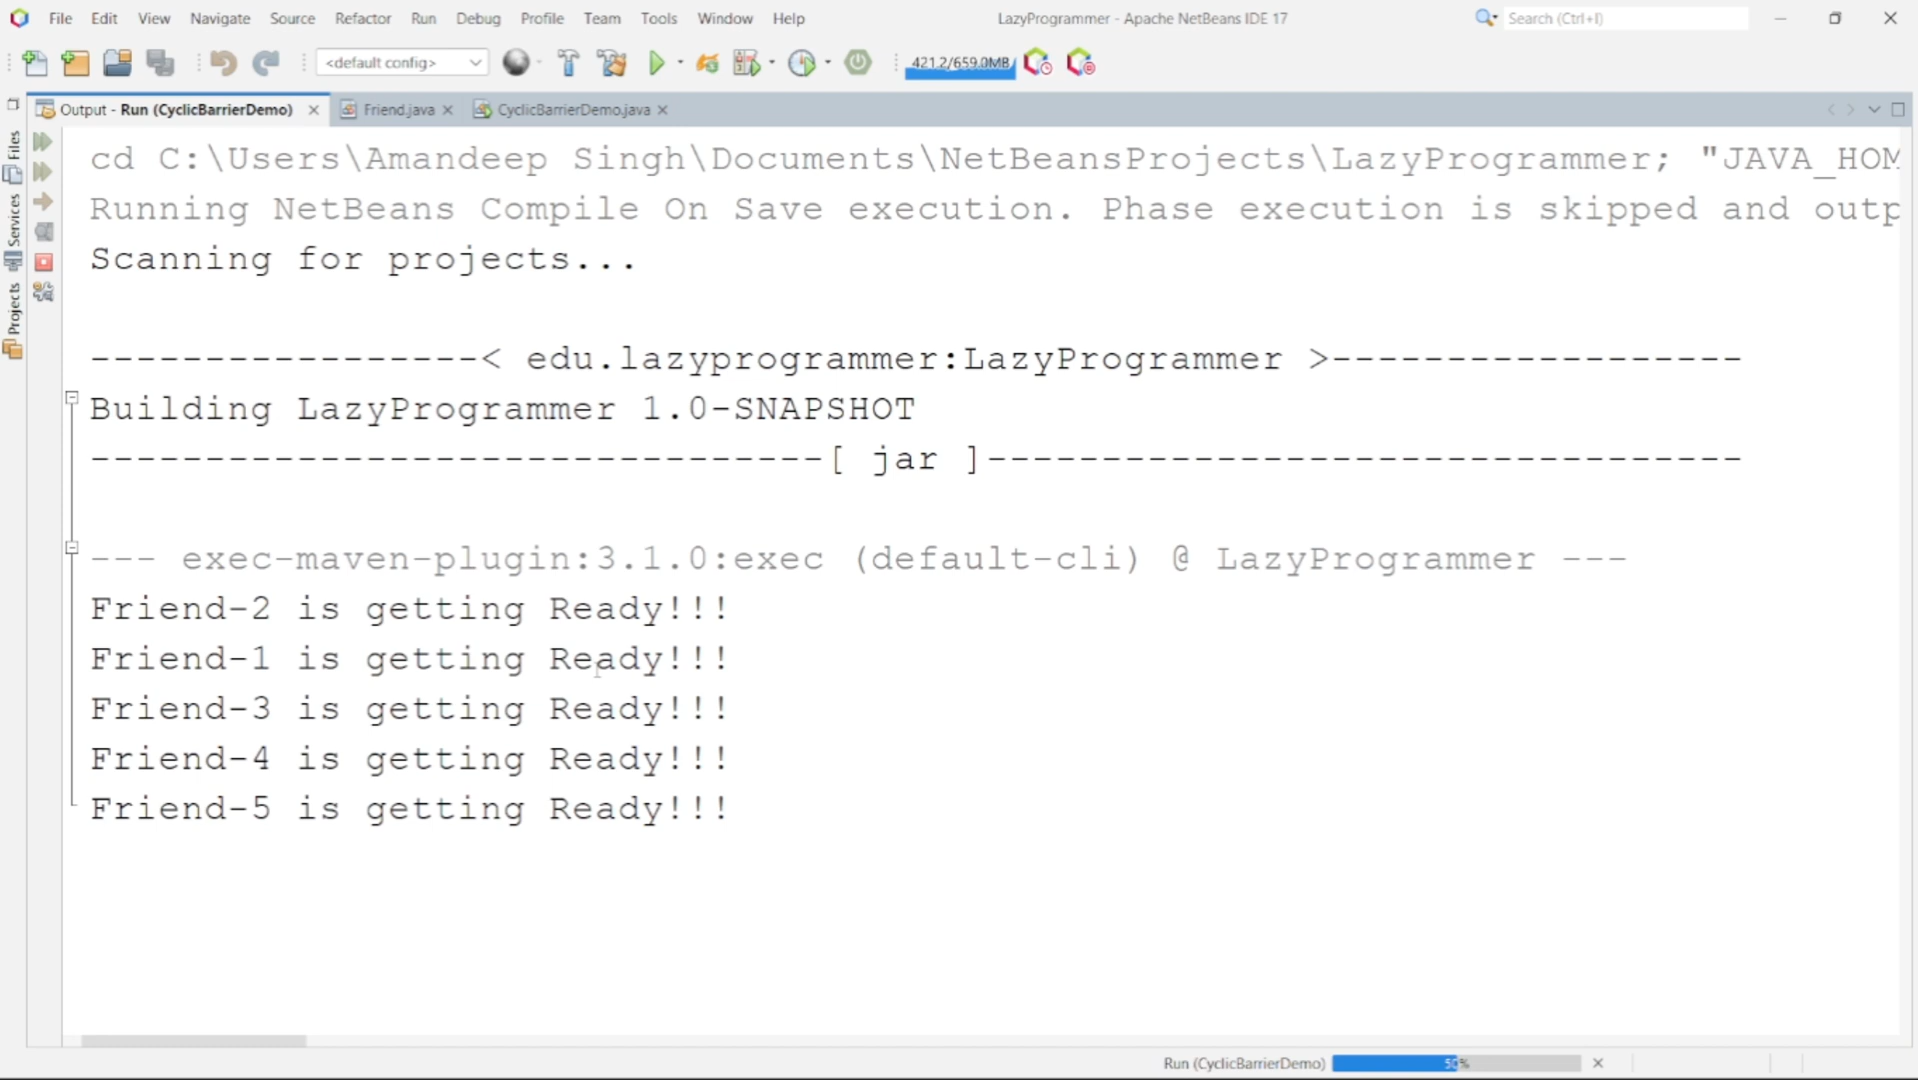 File Edit View Navigate Source Refactor Run Debug Profile Team Tools Window Help LazyProgrammer - Apache NetBeans IDE 17 Search (Ctrl+I)
<default config> 421.2/659.0MB
Output - Run (CyclicBarrierDemo) Friend.java CyclicBarrierDemo.java
Files
Services
Projects
cd C:\Users\Amandeep Singh\Documents\NetBeansProjects\LazyProgrammer; "JAVA_HOM
Running NetBeans Compile On Save execution. Phase execution is skipped and outp
Scanning for projects...
-----------------< edu.lazyprogrammer:LazyProgrammer >------------------
Building LazyProgrammer 1.0-SNAPSHOT
--------------------------------[ jar ]---------------------------------
--- exec-maven-plugin:3.1.0:exec (default-cli) @ LazyProgrammer ---
Friend-2 is getting Ready!!!
Friend-1 is getting Ready!!!
Friend-3 is getting Ready!!!
Friend-4 is getting Ready!!!
Friend-5 is getting Ready!!!
Run (CyclicBarrierDemo) 50%